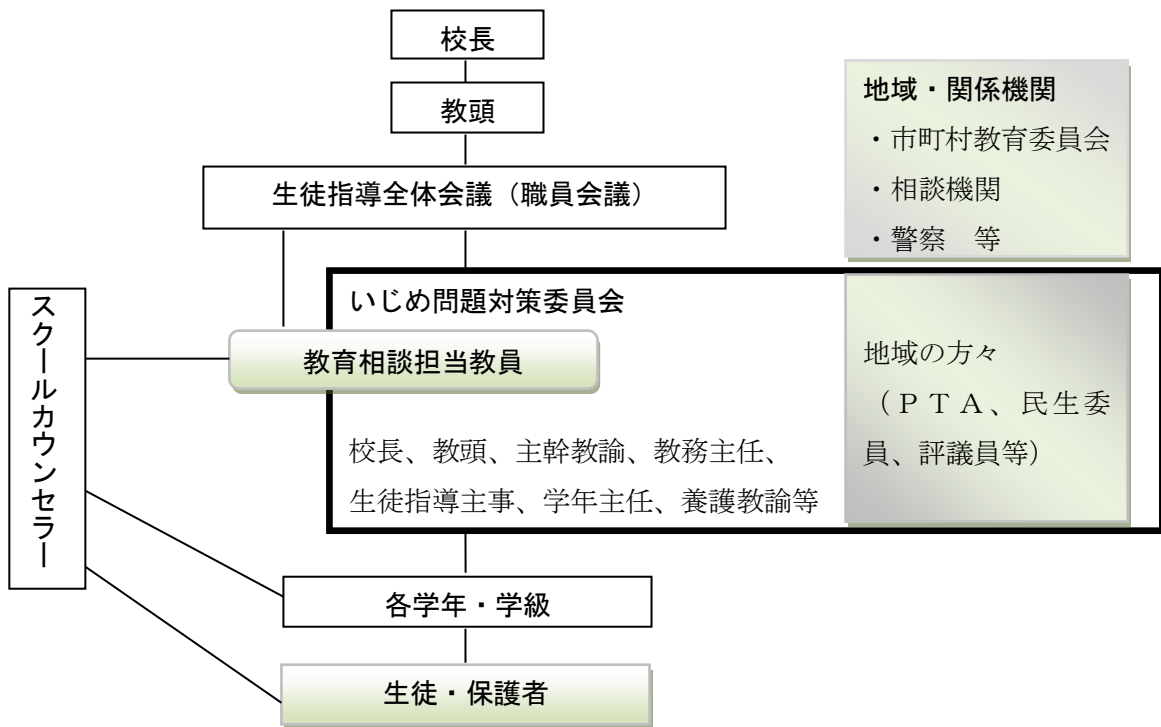 校長
教頭
生徒指導全体会議（職員会議）
地域・関係機関
・市町村教育委員会
・相談機関
・警察　等
スクールカウンセラー
いじめ問題対策委員会
教育相談担当教員
校長、教頭、主幹教諭、教務主任、
生徒指導主事、学年主任、養護教諭等
地域の方々
（ＰＴＡ、民生委
員、評議員等）
各学年・学級
生徒・保護者